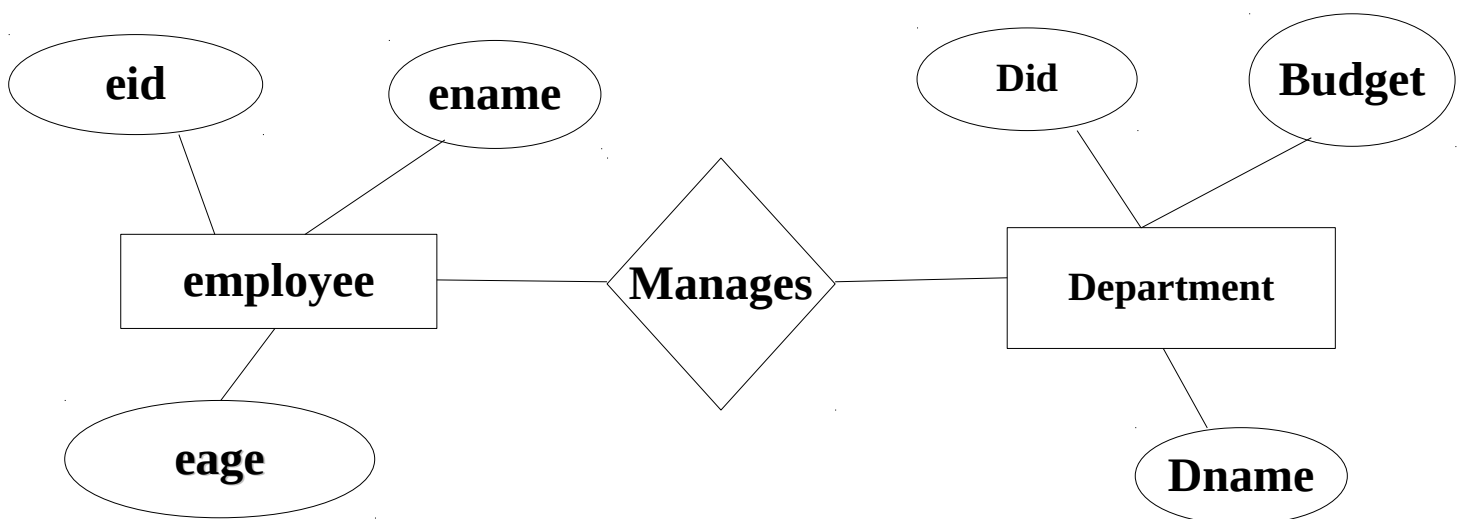 eid
ename
Did
Budget
employee
Manages
Department
eage
Dname